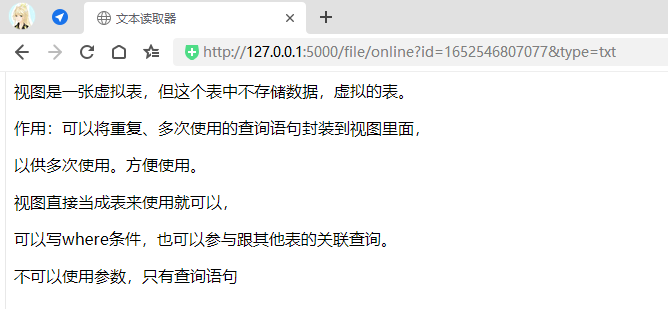 文本读取器
http://127.0.0.1:5000/file/online?id=1652546807077&type=txt
视图是一张虚拟表，但这个表中不存储数据，虚拟的表。
作用：可以将重复、多次使用的查询语句封装到视图里面，
以供多次使用。方便使用。
视图直接当成表来使用就可以，
可以写where条件，也可以参与跟其他表的关联查询。
不可以使用参数，只有查询语句